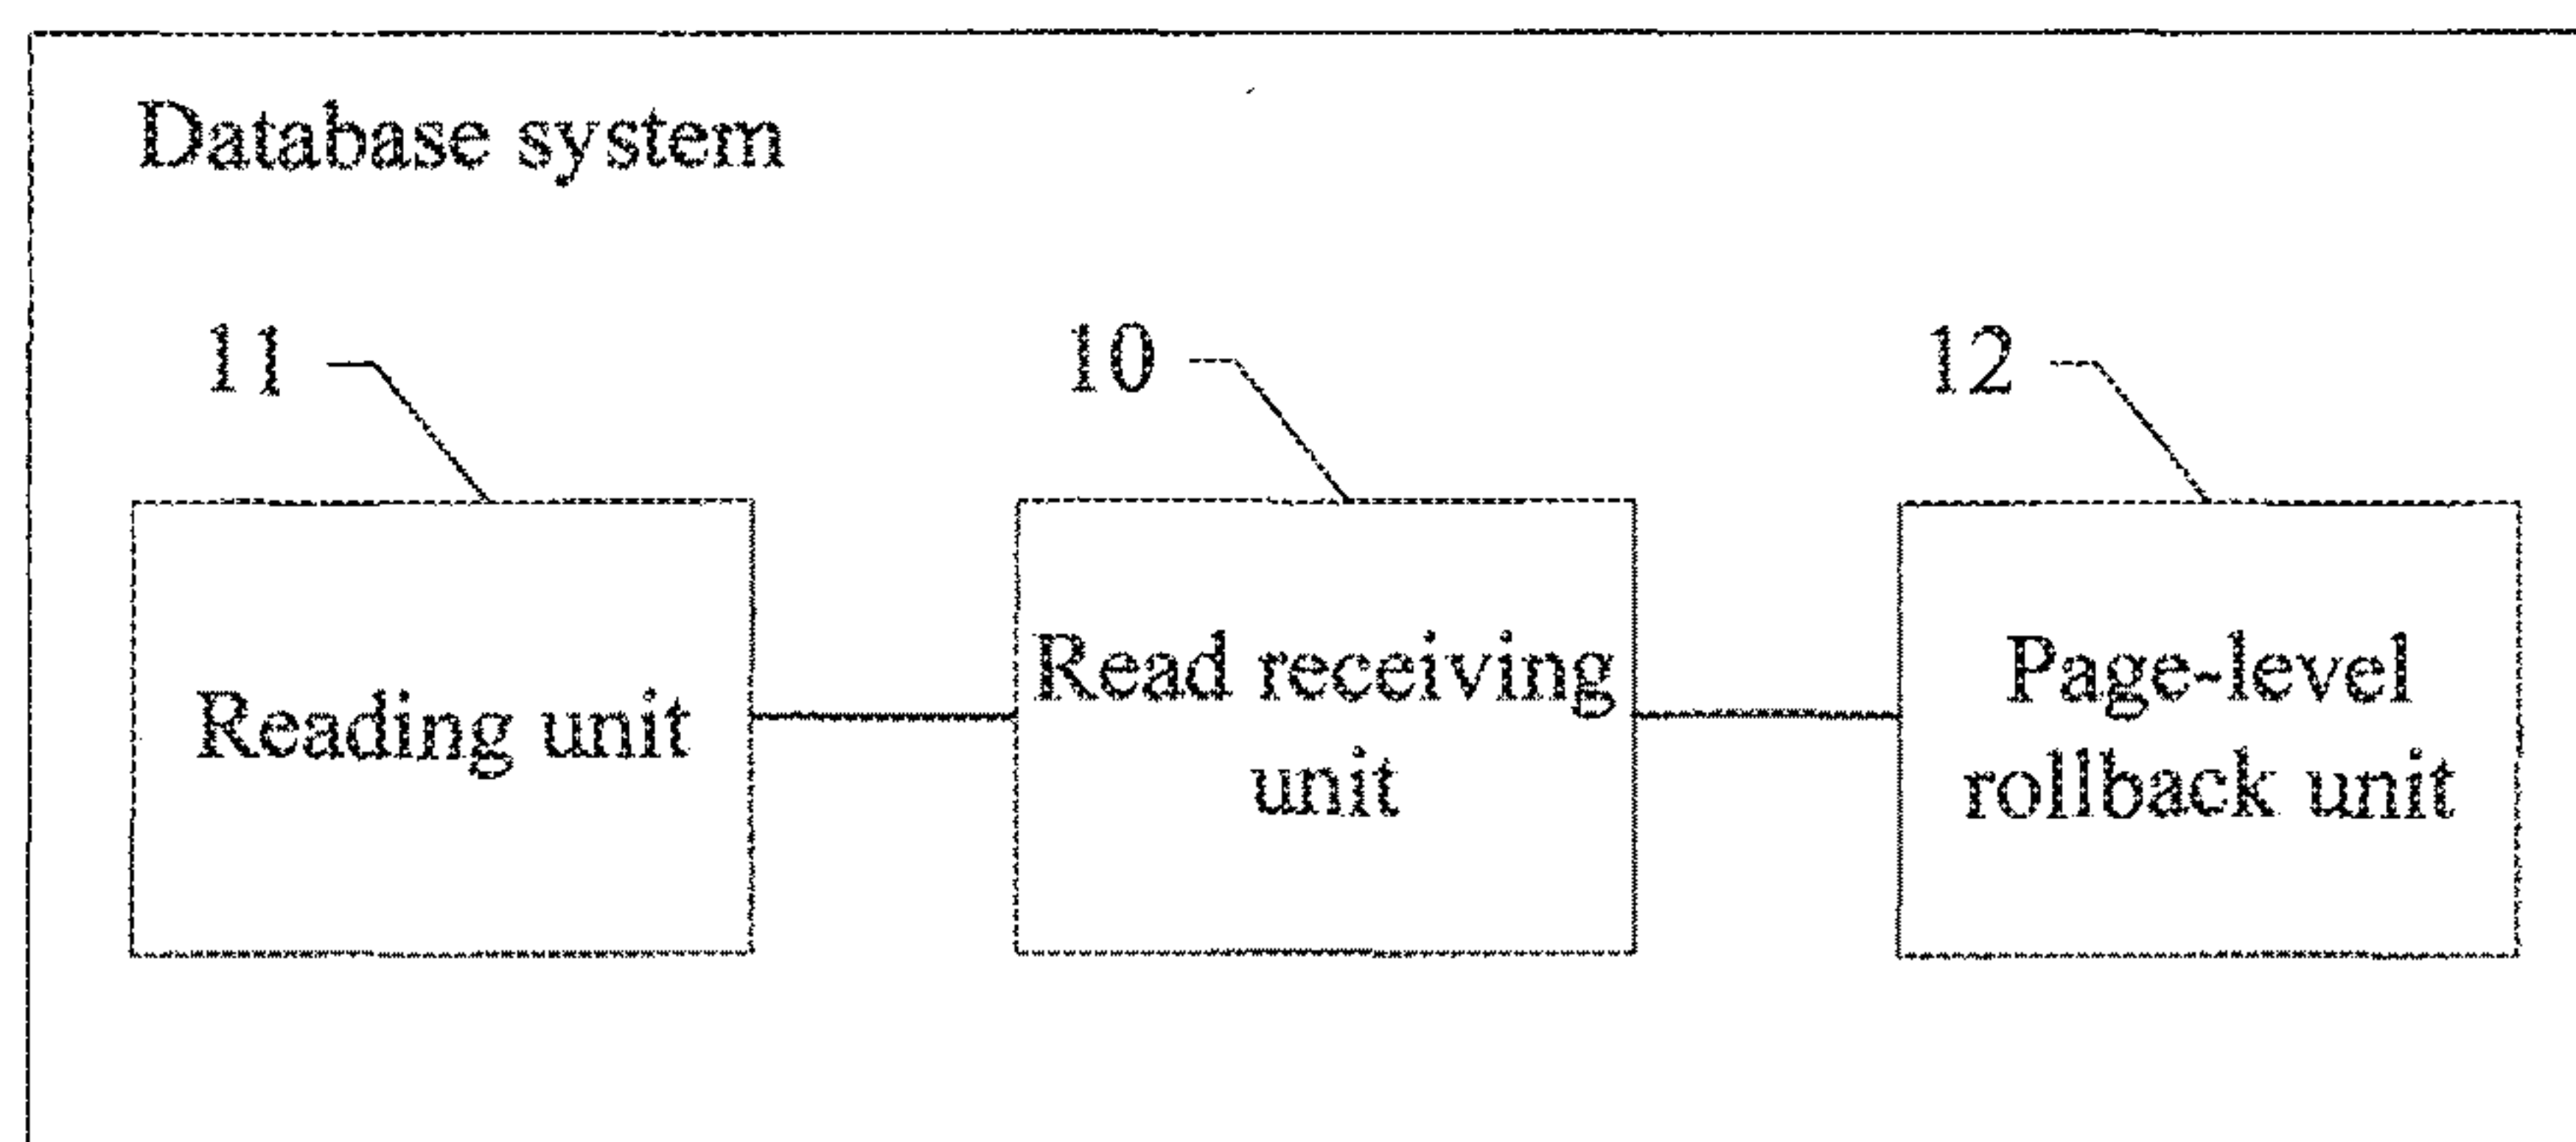 Database system
11
10
12
Reading unit
Read receiving
unit
Page-level
rollback unit